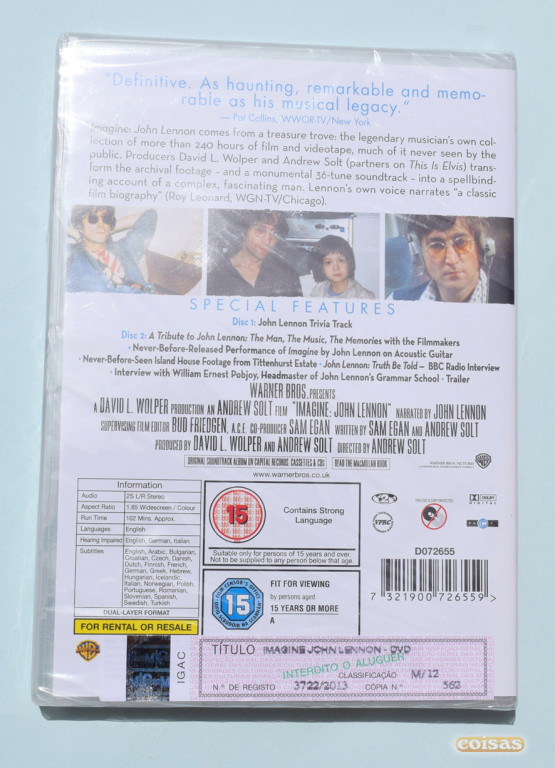 "Definitive. As haunting, remarkable and memo-
rable as his musical legacy."
— Pat Collins, WWOR-TV/New York
Imagine: John Lennon comes from a treasure trove: the legendary musician's own col-
lection of more than 240 hours of film and videotape, much of it never seen by the
public. Producers David L. Wolper and Andrew Solt (partners on This Is Elvis) trans-
form the archival footage – and a monumental 36-tune soundtrack – into a spellbind-
ing account of a complex, fascinating man. Lennon's own voice narrates "a classic
film biography" (Roy Leonard, WGN-TV/Chicago).
SPECIAL FEATURES
Disc 1: John Lennon Trivia Track
Disc 2: A Tribute to John Lennon: The Man, The Music, The Memories with the Filmmakers
• Never-Before-Released Performance of Imagine by John Lennon on Acoustic Guitar
• Never-Before-Seen Island House Footage from Tittenhurst Estate • John Lennon: Truth Be Told — BBC Radio Interview
• Interview with William Ernest Pobjoy, Headmaster of John Lennon's Grammar School • Trailer
WARNER BROS. PRESENTS
A DAVID L. WOLPER PRODUCTION AN ANDREW SOLT FILM "IMAGINE: JOHN LENNON" NARRATED BY JOHN LENNON
SUPERVISING FILM EDITOR BUD FRIEDGEN, A.C.E. CO-PRODUCER SAM EGAN WRITTEN BY SAM EGAN AND ANDREW SOLT
PRODUCED BY DAVID L. WOLPER AND ANDREW SOLT DIRECTED BY ANDREW SOLT
ORIGINAL SOUNDTRACK ALBUM ON CAPITOL RECORDS, CASSETTES & CDS
READ THE MACMILLAN BOOK
www.warnerbros.co.uk
Information
Audio 2S L/R Stereo
Aspect Ratio 1.85 Widescreen / Colour
Run Time 102 Mins. Approx.
Languages English
Hearing Impaired English, German, Italian
Subtitles English, Arabic, Bulgarian,
Croatian, Czech, Danish,
Dutch, Finnish, French,
German, Greek, Hebrew,
Hungarian, Icelandic,
Italian, Norwegian, Polish,
Portuguese, Romanian,
Slovenian, Spanish,
Swedish, Turkish
DUAL-LAYER FORMAT
FOR RENTAL OR RESALE
15
Contains Strong
Language
Suitable only for persons of 15 years and over.
Not to be supplied to any person below that age.
15
FIT FOR VIEWING
by persons aged
15 YEARS OR MORE
A
VPRC
DOLBY
DIGITAL
PAL
2
D072655
7 321900 726559 >
IGAC
TÍTULO IMAGINE JOHN LENNON - DVD
INTERDITO O ALUGUER
CLASSIFICAÇÃO M/12
N.º DE REGISTO 3722/2013 CÓPIA N.º 562
coisas